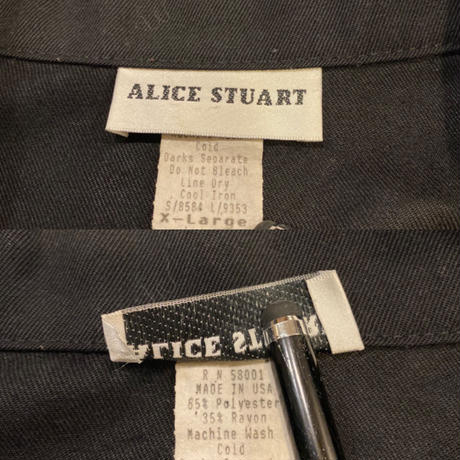 ALICE STUART
Cold
Darks Separate
Do Not Bleach
Line Dry
Cool Iron
S/8584 L/9353
X-Large
ALICE
R N 58001
MADE IN USA
65% Polyester
35% Rayon
Machine Wash
Cold